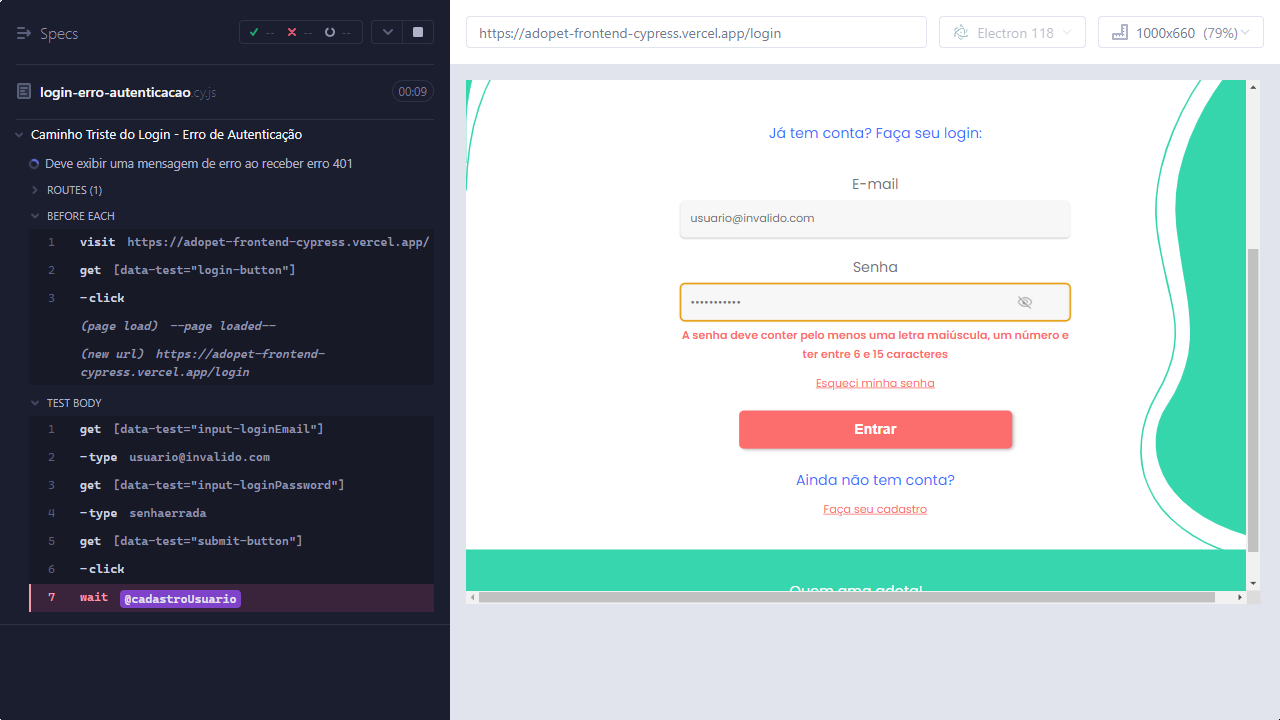 Specs
-- -- --
login-erro-autenticacao.cy.js 00:09
Caminho Triste do Login - Erro de Autenticação
Deve exibir uma mensagem de erro ao receber erro 401
ROUTES (1)
BEFORE EACH
1 visit https://adopet-frontend-cypress.vercel.app/
2 get [data-test="login-button"]
3 -click
(page load) --page loaded--
(new url) https://adopet-frontend-
cypress.vercel.app/login
TEST BODY
1 get [data-test="input-loginEmail"]
2 -type usuario@invalido.com
3 get [data-test="input-loginPassword"]
4 -type senhaerrada
5 get [data-test="submit-button"]
6 -click
7 wait @cadastroUsuario
https://adopet-frontend-cypress.vercel.app/login
Electron 118
1000x660 (79%)
Já tem conta? Faça seu login:
E-mail
usuario@invalido.com
Senha
•••••••••••
A senha deve conter pelo menos uma letra maiúscula, um número e
ter entre 6 e 15 caracteres
Esqueci minha senha
Entrar
Ainda não tem conta?
Faça seu cadastro
Quem ama adota!